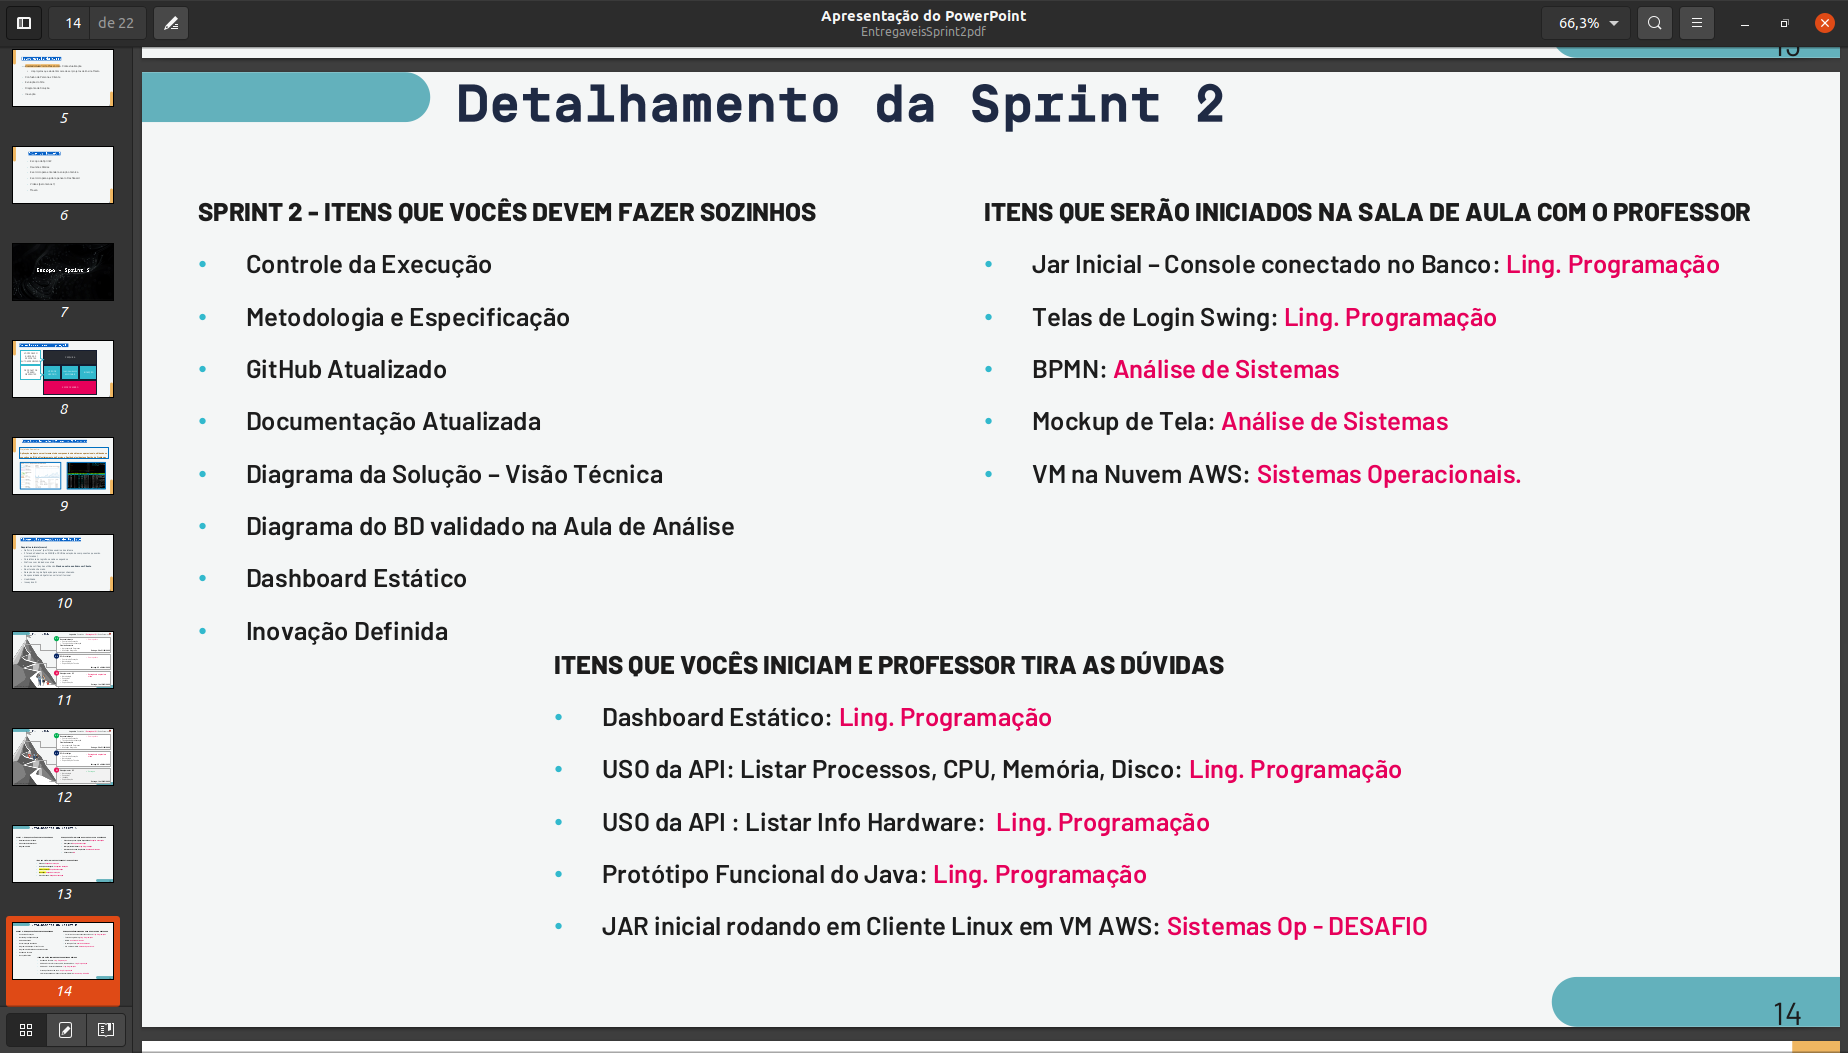 14 de 22
Apresentação do PowerPoint
EntregaveisSprint2pdf
66,3%
5
6
Escopo - Sprint 2
7
8
9
10
11
12
13
14
Detalhamento da Sprint 2
SPRINT 2 - ITENS QUE VOCÊS DEVEM FAZER SOZINHOS
• Controle da Execução
• Metodologia e Especificação
• GitHub Atualizado
• Documentação Atualizada
• Diagrama da Solução – Visão Técnica
• Diagrama do BD validado na Aula de Análise
• Dashboard Estático
• Inovação Definida
ITENS QUE SERÃO INICIADOS NA SALA DE AULA COM O PROFESSOR
• Jar Inicial – Console conectado no Banco: Ling. Programação
• Telas de Login Swing: Ling. Programação
• BPMN: Análise de Sistemas
• Mockup de Tela: Análise de Sistemas
• VM na Nuvem AWS: Sistemas Operacionais.
ITENS QUE VOCÊS INICIAM E PROFESSOR TIRA AS DÚVIDAS
• Dashboard Estático: Ling. Programação
• USO da API: Listar Processos, CPU, Memória, Disco: Ling. Programação
• USO da API : Listar Info Hardware: Ling. Programação
• Protótipo Funcional do Java: Ling. Programação
• JAR inicial rodando em Cliente Linux em VM AWS: Sistemas Op - DESAFIO
14